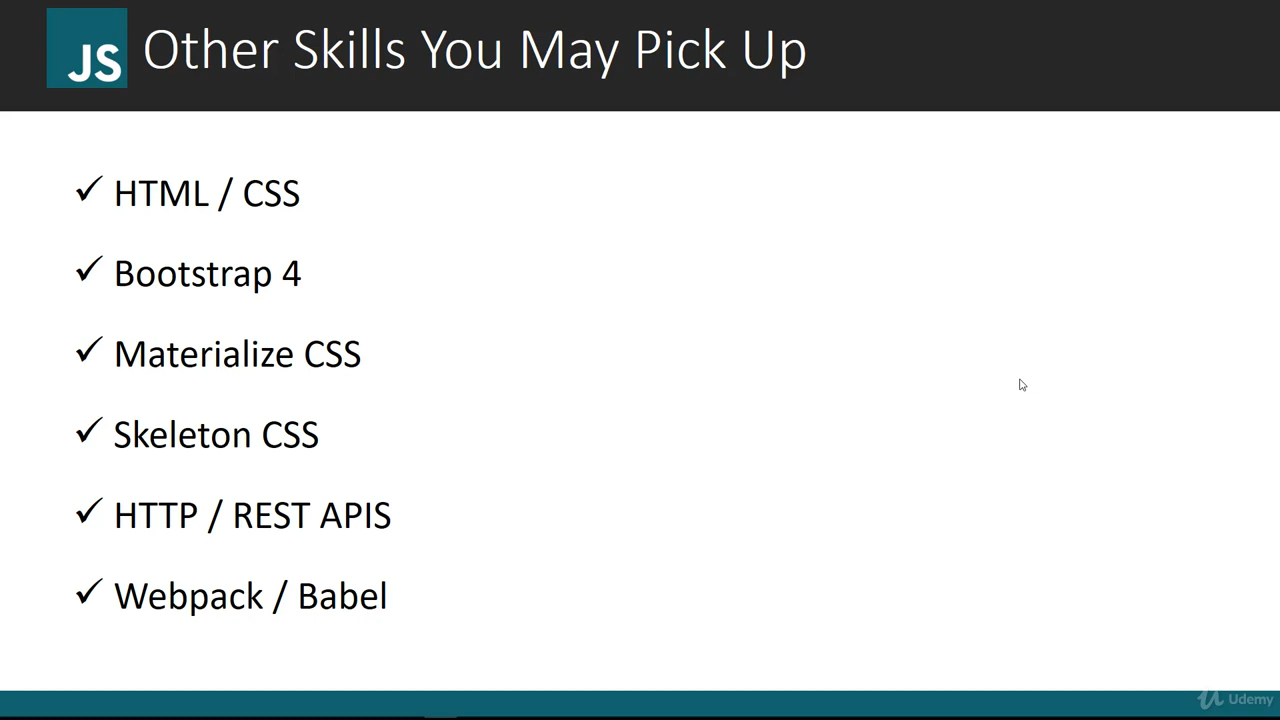 JS Other Skills You May Pick Up
✓ HTML / CSS
✓ Bootstrap 4
✓ Materialize CSS
✓ Skeleton CSS
✓ HTTP / REST APIS
✓ Webpack / Babel
Udemy